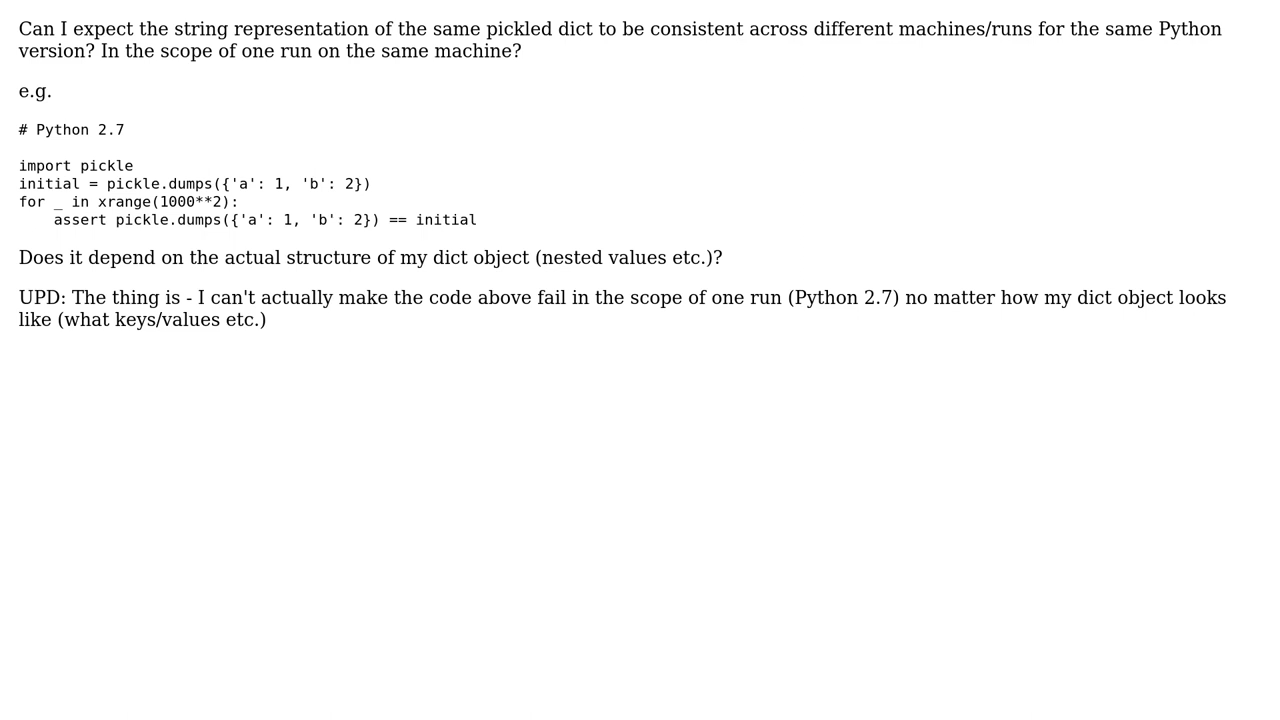 Can I expect the string representation of the same pickled dict to be consistent across different machines/runs for the same Python
version? In the scope of one run on the same machine?
e.g.
# Python 2.7
import pickle
initial = pickle.dumps({'a': 1, 'b': 2})
for _ in xrange(1000**2):
    assert pickle.dumps({'a': 1, 'b': 2}) == initial
Does it depend on the actual structure of my dict object (nested values etc.)?
UPD: The thing is - I can't actually make the code above fail in the scope of one run (Python 2.7) no matter how my dict object looks
like (what keys/values etc.)